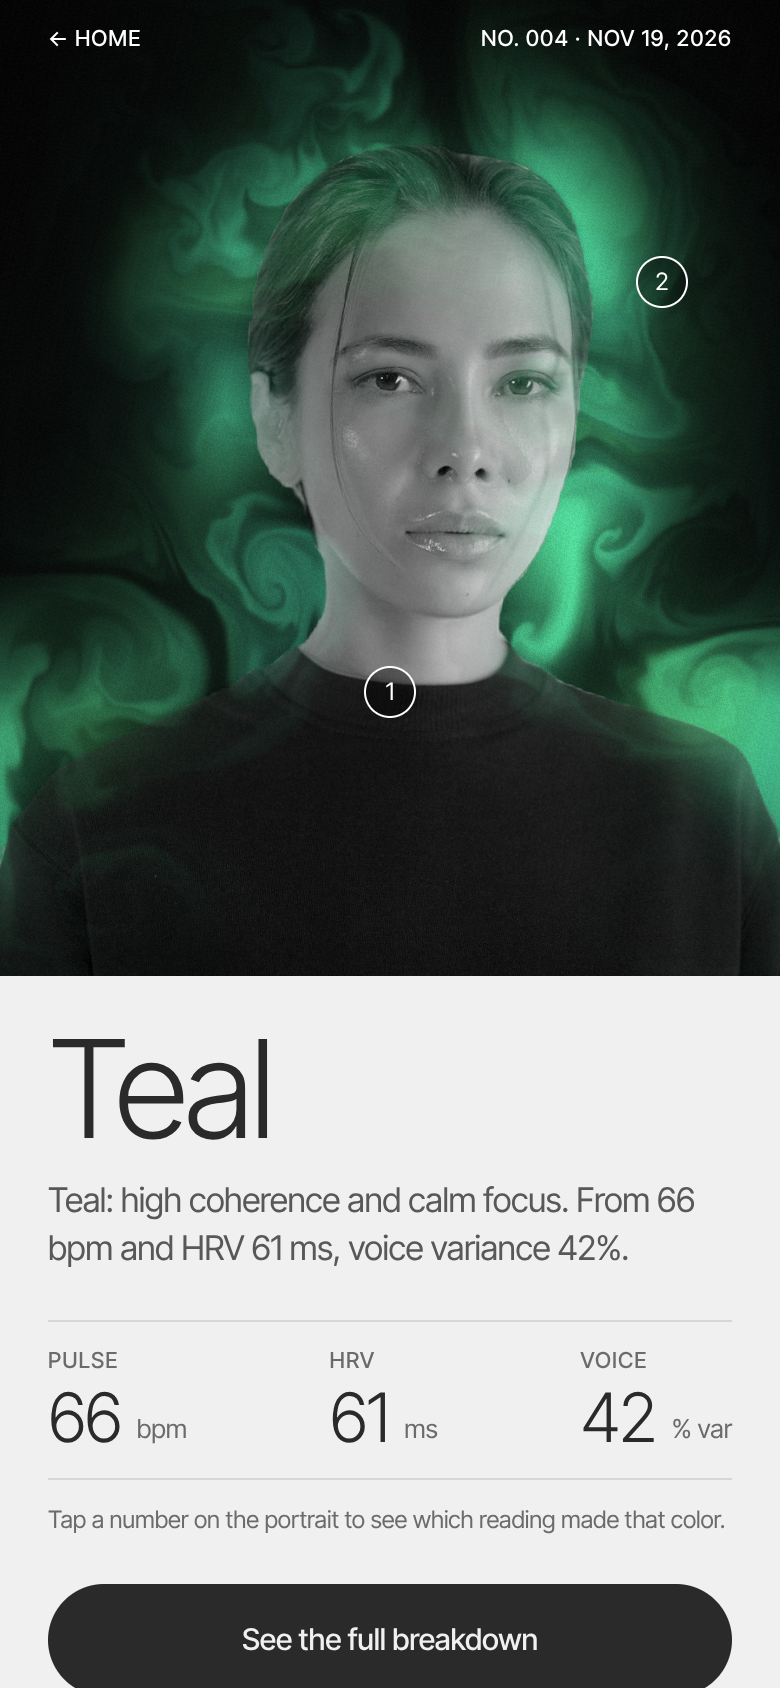 ← HOME
NO. 004 · NOV 19, 2026
2
1
Teal
Teal: high coherence and calm focus. From 66
bpm and HRV 61 ms, voice variance 42%.
PULSE
66 bpm
HRV
61 ms
VOICE
42 % var
Tap a number on the portrait to see which reading made that color.
See the full breakdown